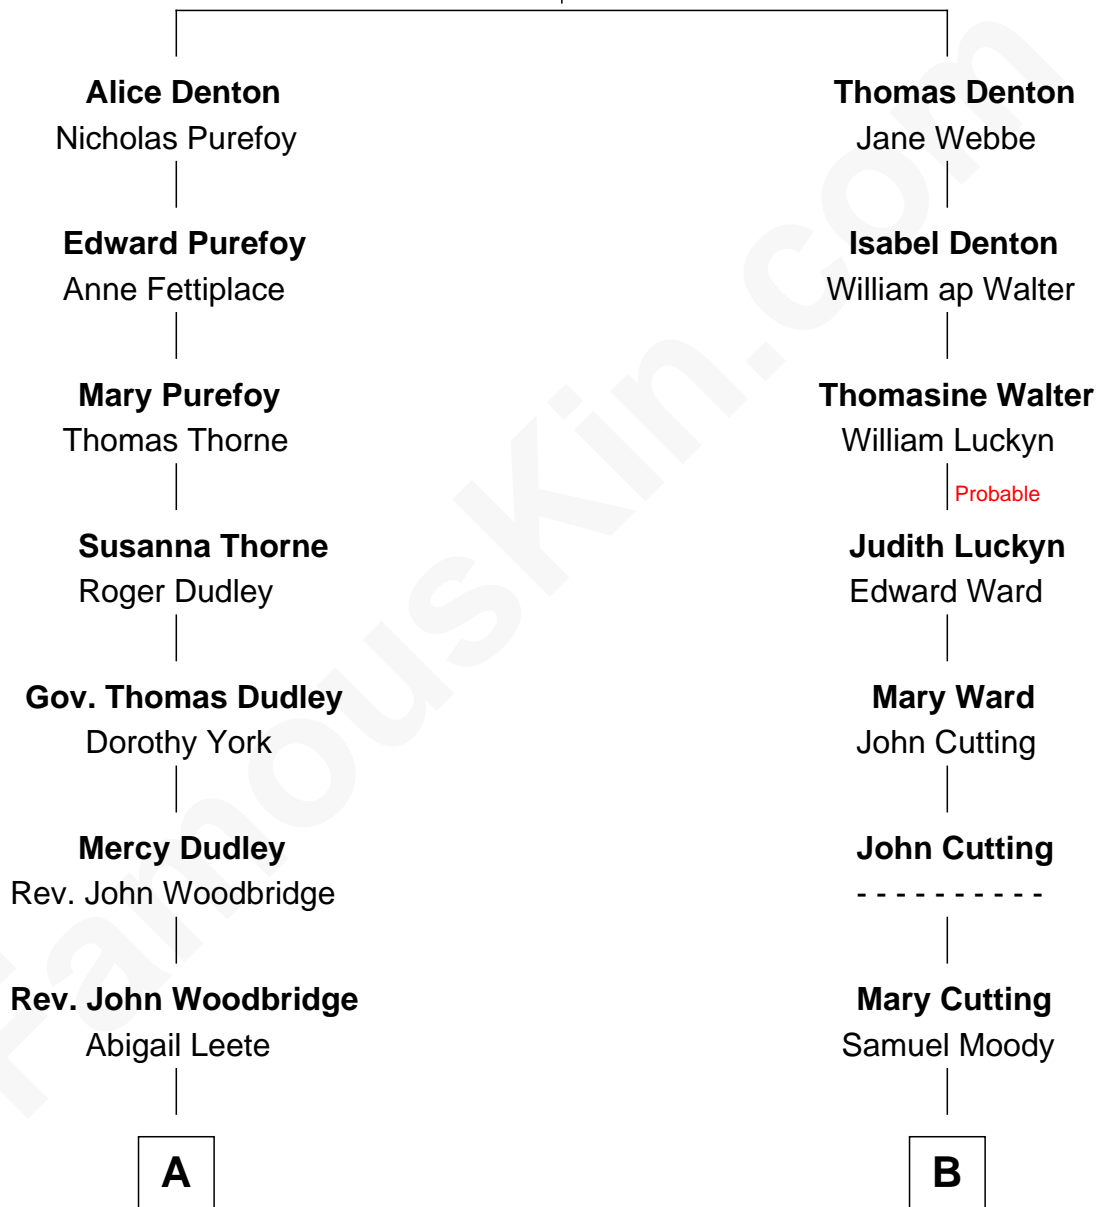 Alice Denton
Nicholas Purefoy
Edward Purefoy
Anne Fettiplace
Mary Purefoy
Thomas Thorne
Susanna Thorne
Roger Dudley
Gov. Thomas Dudley
Dorothy York
Mercy Dudley
Rev. John Woodbridge
Rev. John Woodbridge
Abigail Leete
A
Thomas Denton
Jane Webbe
Isabel Denton
William ap Walter
Thomasine Walter
William Luckyn
Probable
Judith Luckyn
Edward Ward
Mary Ward
John Cutting
John Cutting
- - - - - - - - - -
Mary Cutting
Samuel Moody
B
FamousKin.com